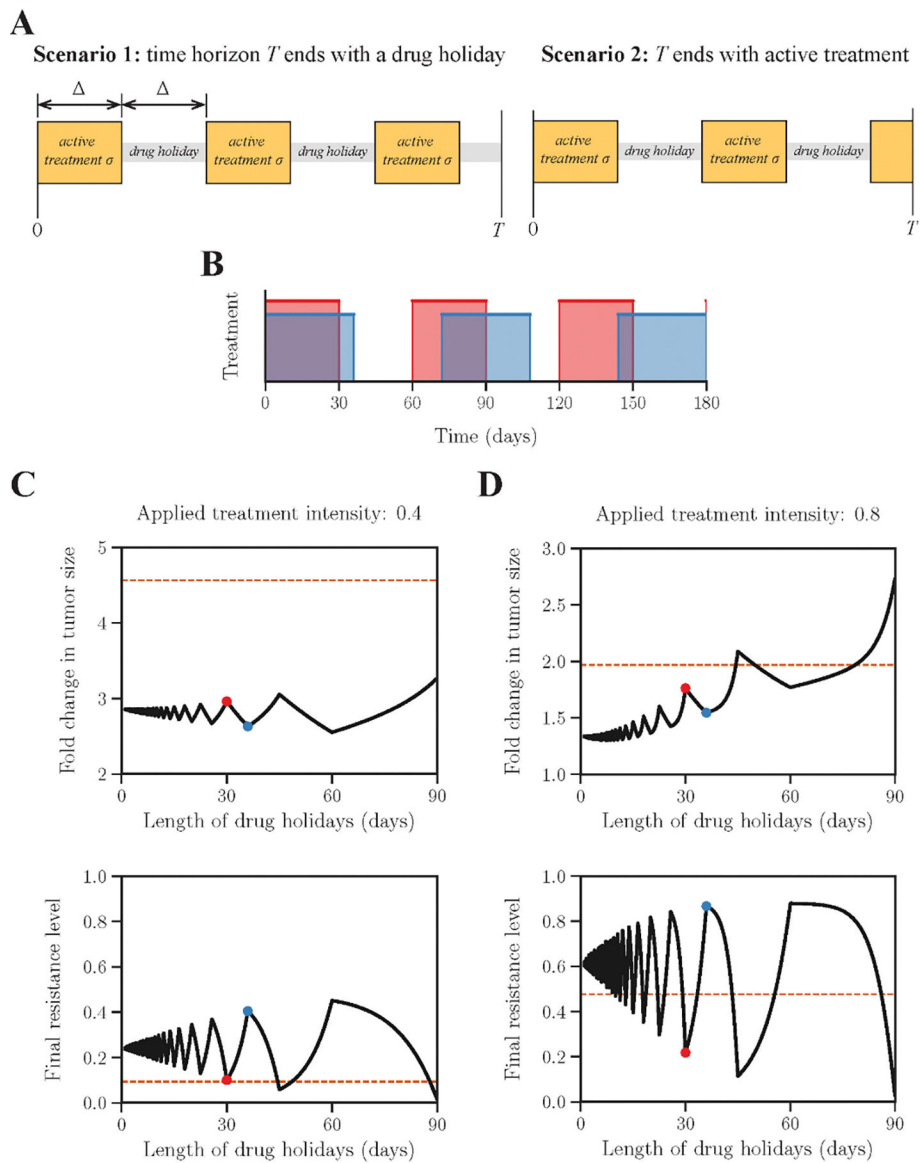 A
Scenario 1: time horizon T ends with a drug holiday
Scenario 2: T ends with active treatment
Δ
Δ
active
treatment σ
drug holiday
active
treatment σ
drug holiday
active
treatment σ
active
treatment σ
drug holiday
active
treatment σ
drug holiday
0
T
0
T
B
Treatment
0
30
60
90
120
150
180
Time (days)
C
Applied treatment intensity: 0.4
Fold change in tumor size
5
4
3
2
0
30
60
90
Length of drug holidays (days)
Final resistance level
1.0
0.8
0.6
0.4
0.2
0.0
0
30
60
90
Length of drug holidays (days)
D
Applied treatment intensity: 0.8
Fold change in tumor size
3.0
2.5
2.0
1.5
1.0
0
30
60
90
Length of drug holidays (days)
Final resistance level
1.0
0.8
0.6
0.4
0.2
0.0
0
30
60
90
Length of drug holidays (days)